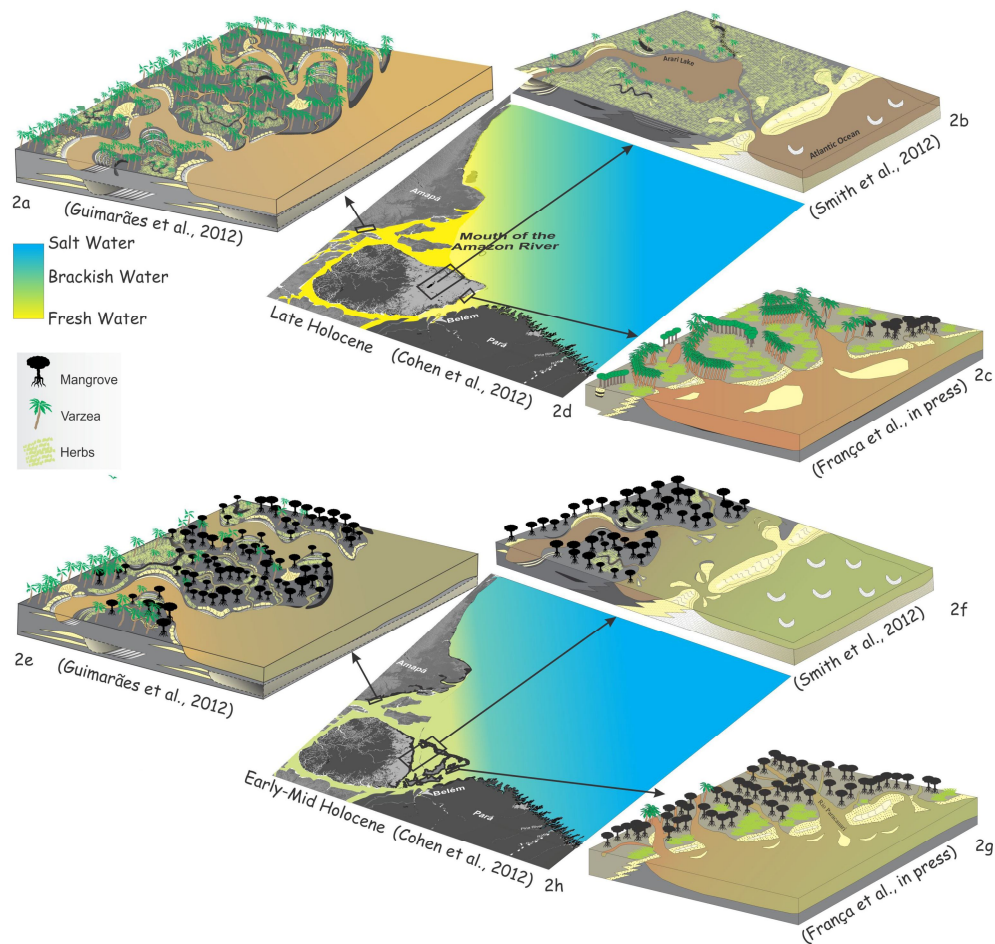 2a
(Guimarães et al., 2012)
Arari Lake
Atlantic Ocean
2b
(Smith et al., 2012)
Salt Water
Brackish Water
Fresh Water
Amapá
Mouth of the
Amazon River
Belém
Pará
Late Holocene (Cohen et al., 2012)
2d
2c
(França et al., in press)
Mangrove
Varzea
Herbs
2e
(Guimarães et al., 2012)
2f
(Smith et al., 2012)
Amapá
Belém
Pará
Early-Mid Holocene (Cohen et al., 2012)
2h
2g
(França et al., in press)